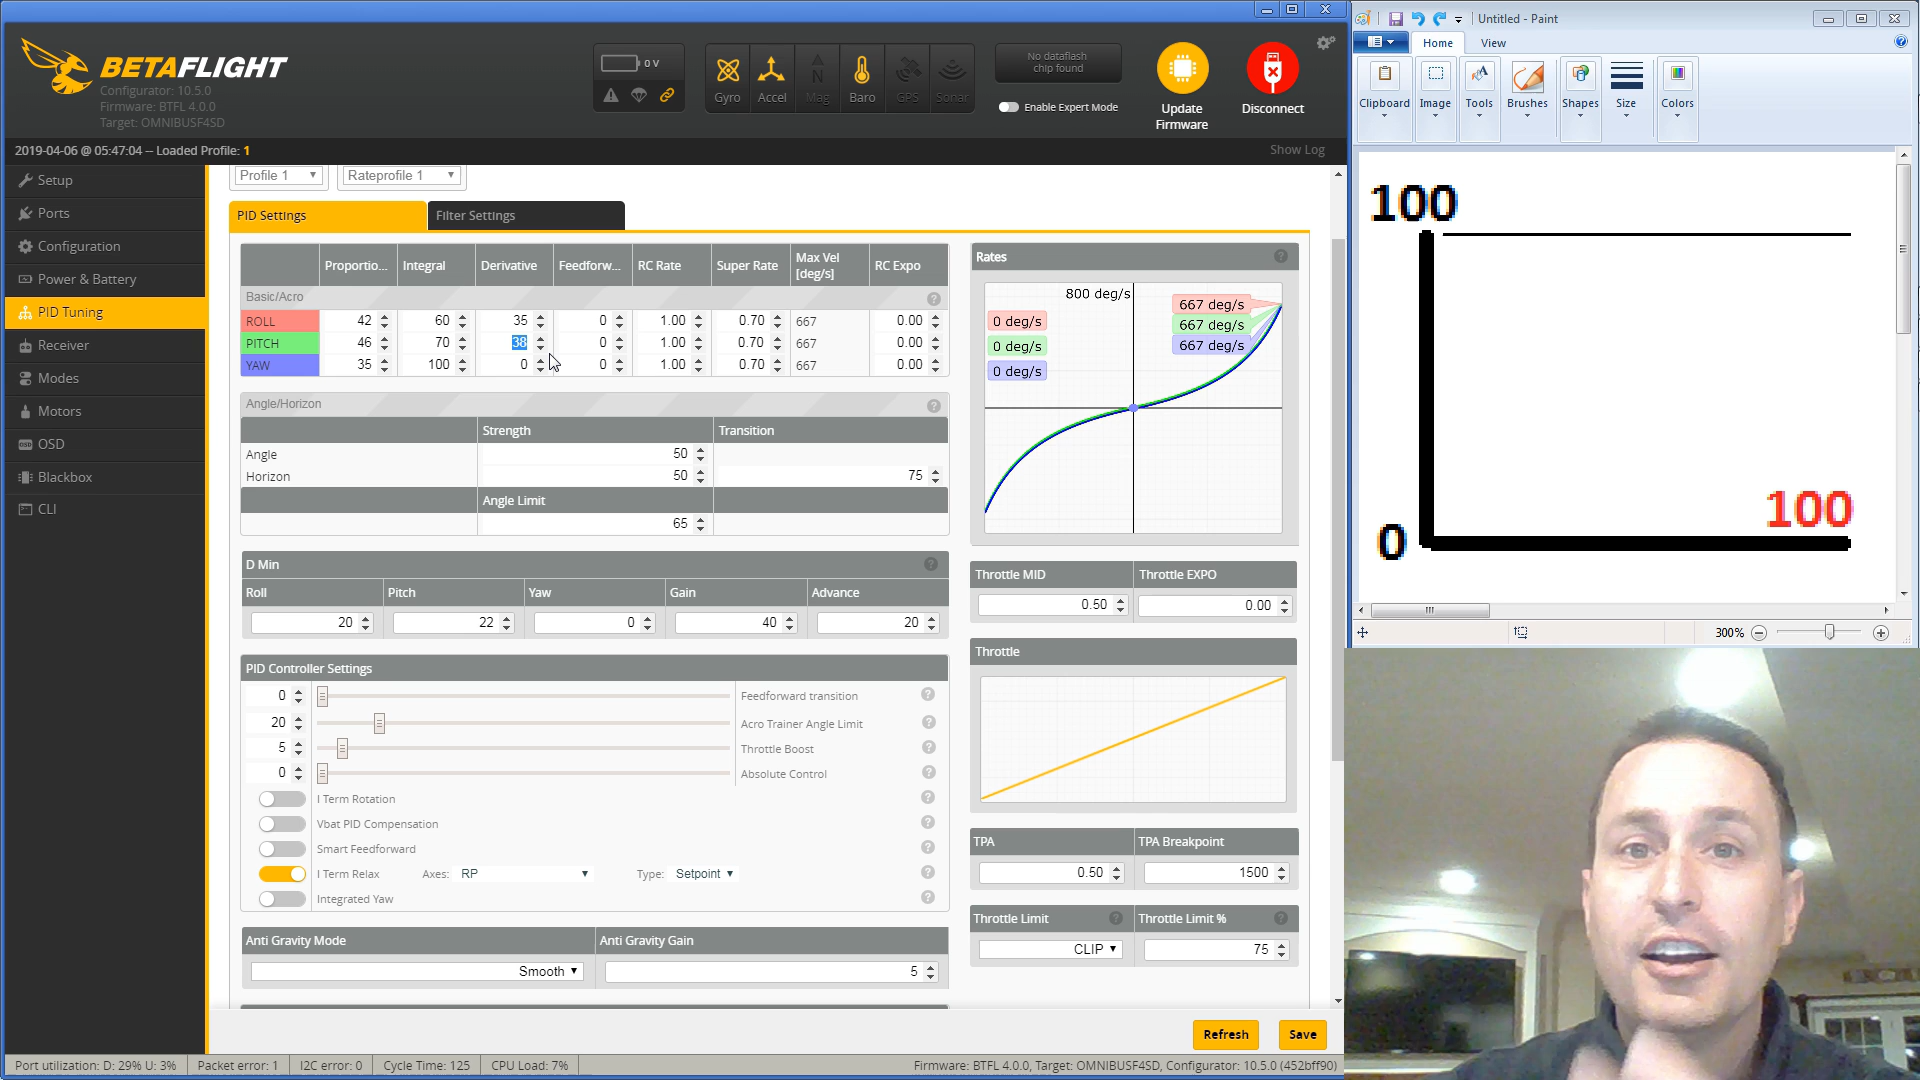 BETAFLIGHT
Configurator: 10.5.0
Firmware: BTFL 4.0.0
Target: OMNIBUSF4SD
0 V
Gyro
Accel
Mag
Baro
GPS
Sonar
No dataflash
chip found
Enable Expert Mode
Update
Firmware
Disconnect
2019-04-06 @ 05:47:04 -- Loaded Profile: 1
Show Log
Setup
Ports
Configuration
Power & Battery
PID Tuning
Receiver
Modes
Motors
OSD
Blackbox
CLI
Profile 1
Rateprofile 1
PID Settings
Filter Settings
Proportio... Integral Derivative Feedforw... RC Rate Super Rate Max Vel [deg/s] RC Expo
Basic/Acro
ROLL 42 60 35 0 1.00 0.70 667 0.00
PITCH 46 70 38 0 1.00 0.70 667 0.00
YAW 35 100 0 0 1.00 0.70 667 0.00
Angle/Horizon
Strength Transition
Angle 50
Horizon 50 75
Angle Limit
65
D Min
Roll Pitch Yaw Gain Advance
20 22 0 40 20
PID Controller Settings
0 Feedforward transition
20 Acro Trainer Angle Limit
5 Throttle Boost
0 Absolute Control
I Term Rotation
Vbat PID Compensation
Smart Feedforward
I Term Relax Axes: RP Type: Setpoint
Integrated Yaw
Anti Gravity Mode Anti Gravity Gain
Smooth 5
Rates
800 deg/s
0 deg/s
0 deg/s
0 deg/s
667 deg/s
667 deg/s
667 deg/s
Throttle MID Throttle EXPO
0.50 0.00
Throttle
TPA TPA Breakpoint
0.50 1500
Throttle Limit Throttle Limit %
CLIP 75
Refresh
Save
Port utilization: D: 29% U: 3%
Packet error: 1
I2C error: 0
Cycle Time: 125
CPU Load: 7%
Firmware: BTFL 4.0.0, Target: OMNIBUSF4SD, Configurator: 10.5.0 (452bff90)
Untitled - Paint
Home
View
Clipboard
Image
Tools
Brushes
Shapes
Size
Colors
100
100
0
300%